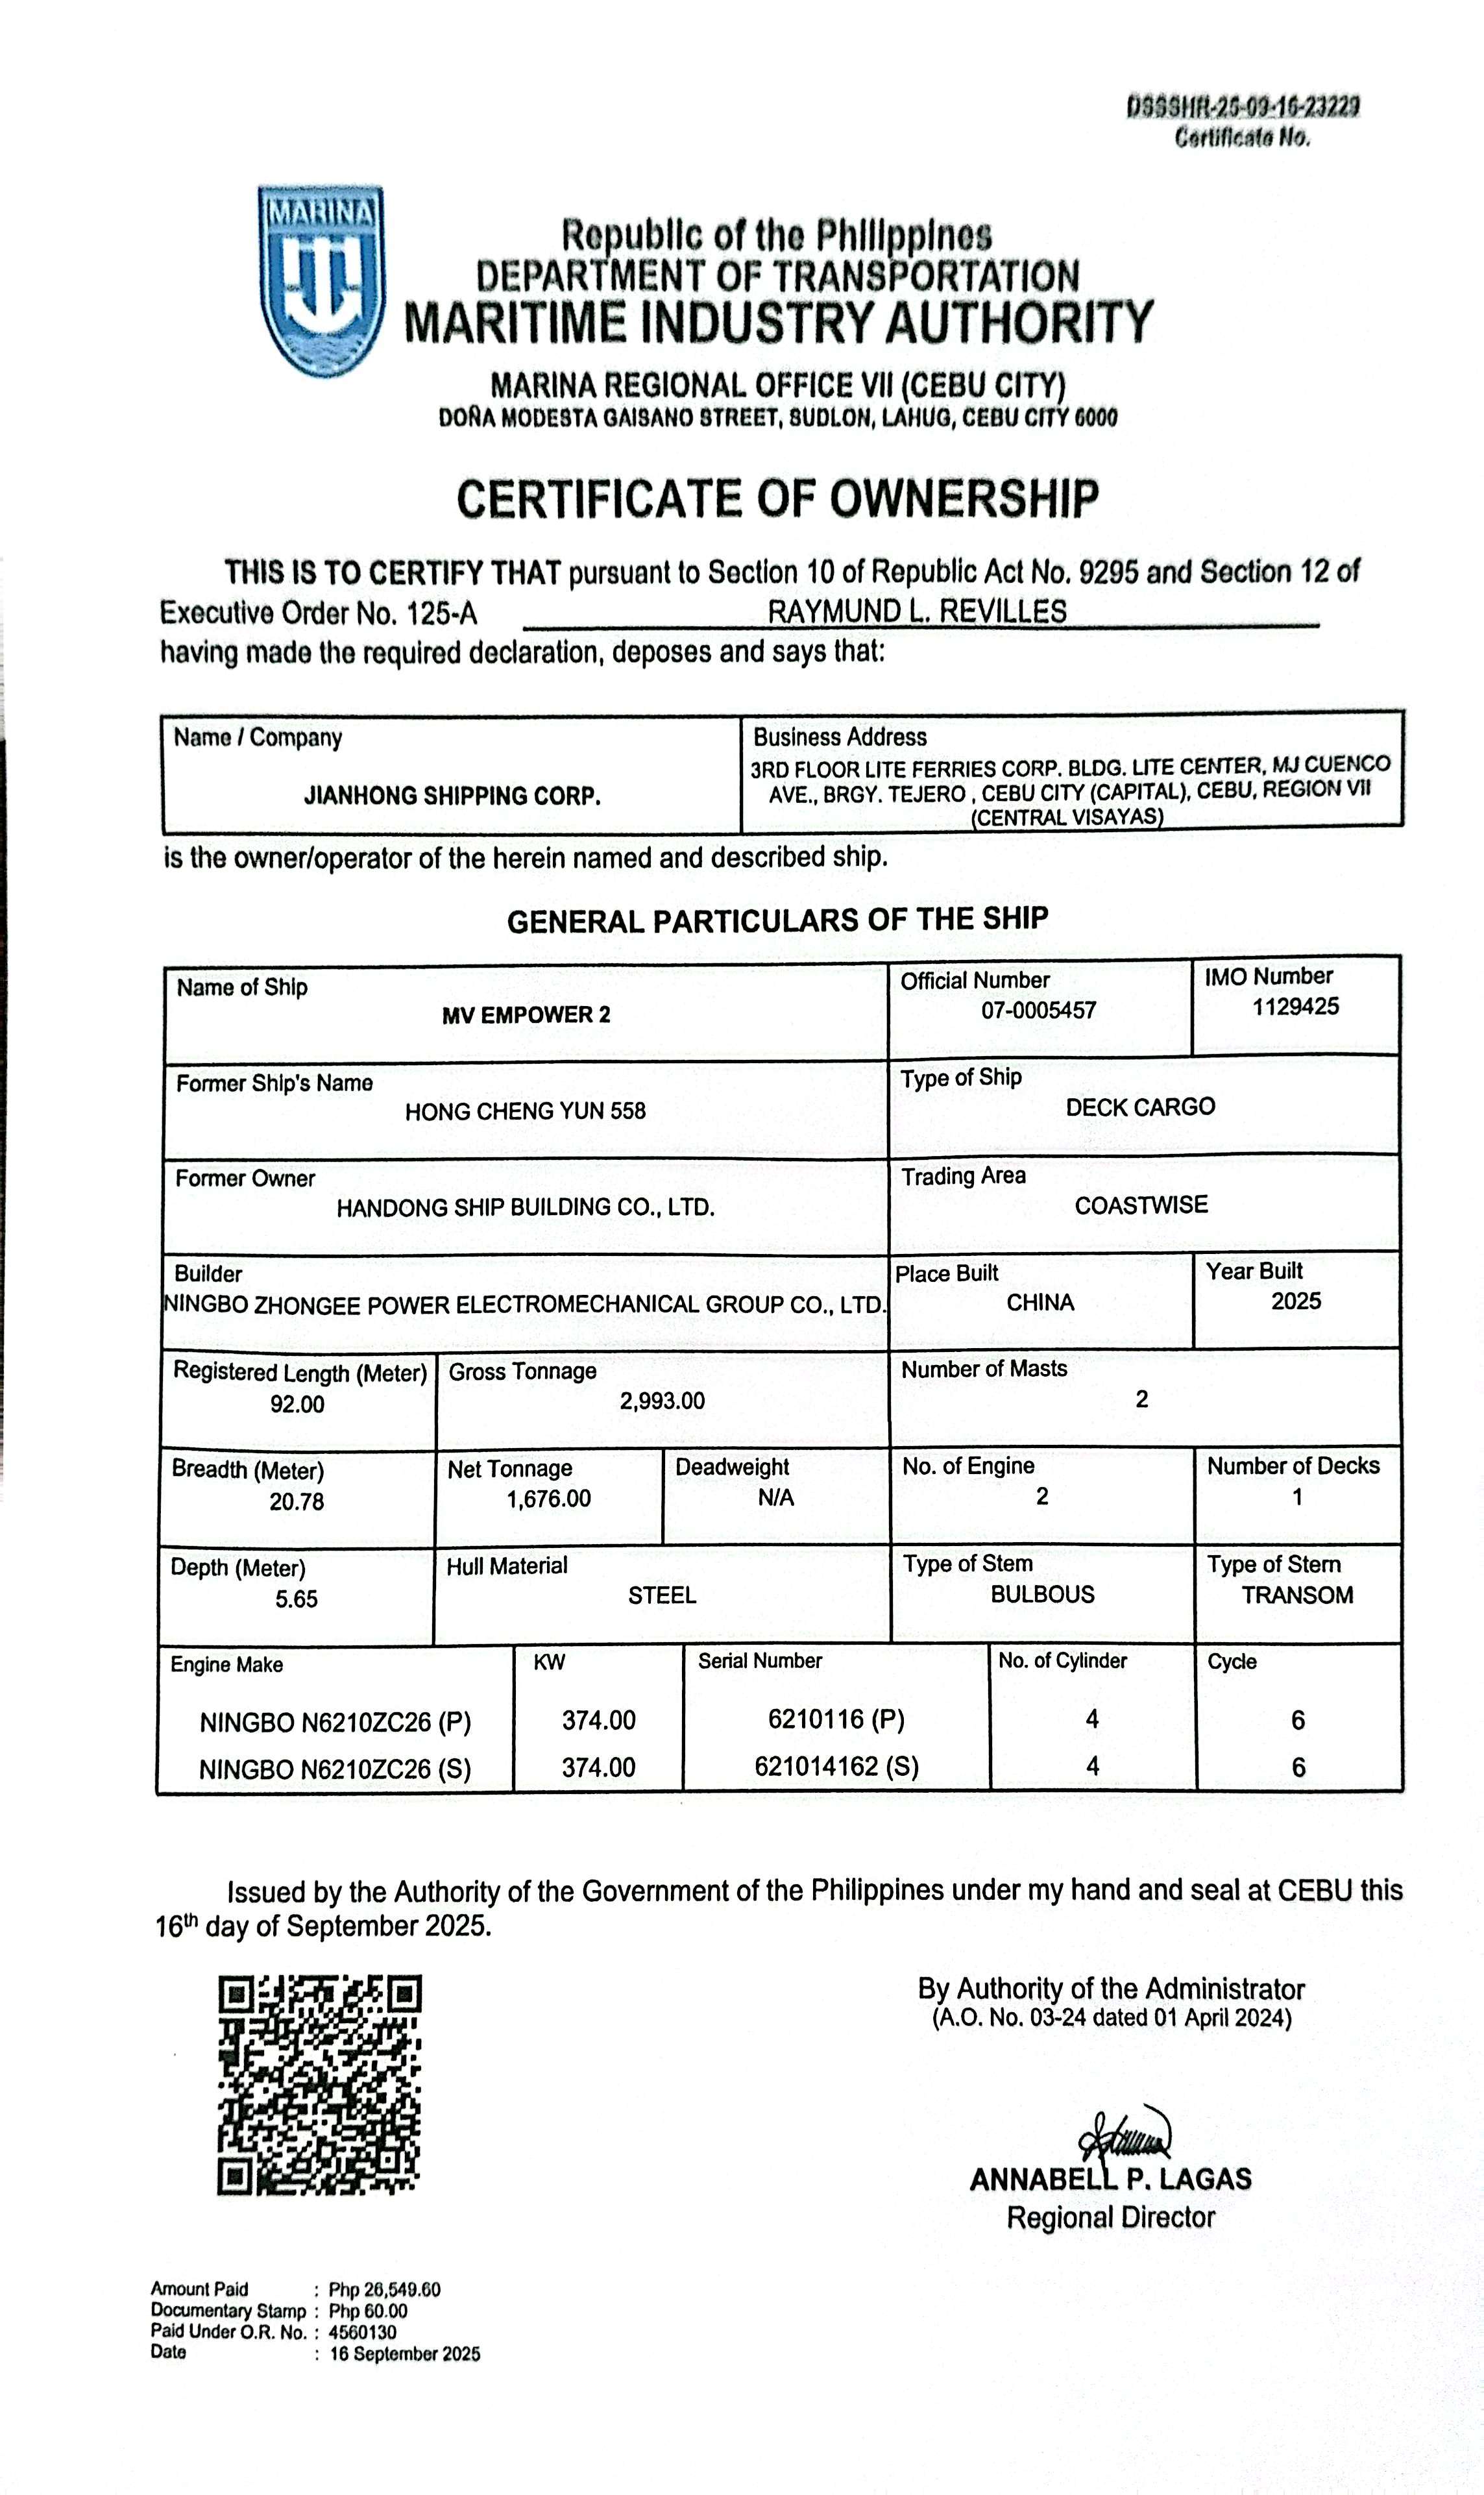 DSSSHR-25-09-16-23229
Certificate No.
MARINA
Republic of the Philippines
DEPARTMENT OF TRANSPORTATION
MARITIME INDUSTRY AUTHORITY
MARINA REGIONAL OFFICE VII (CEBU CITY)
DOÑA MODESTA GAISANO STREET, SUDLON, LAHUG, CEBU CITY 6000
CERTIFICATE OF OWNERSHIP
THIS IS TO CERTIFY THAT pursuant to Section 10 of Republic Act No. 9295 and Section 12 of
Executive Order No. 125-A RAYMUND L. REVILLES
having made the required declaration, deposes and says that:
Name / Company
JIANHONG SHIPPING CORP.
Business Address
3RD FLOOR LITE FERRIES CORP. BLDG. LITE CENTER, MJ CUENCO
AVE., BRGY. TEJERO , CEBU CITY (CAPITAL), CEBU, REGION VII
(CENTRAL VISAYAS)
is the owner/operator of the herein named and described ship.
GENERAL PARTICULARS OF THE SHIP
Name of Ship
MV EMPOWER 2
Official Number
07-0005457
IMO Number
1129425
Former Ship's Name
HONG CHENG YUN 558
Type of Ship
DECK CARGO
Former Owner
HANDONG SHIP BUILDING CO., LTD.
Trading Area
COASTWISE
Builder
NINGBO ZHONGEE POWER ELECTROMECHANICAL GROUP CO., LTD.
Place Built
CHINA
Year Built
2025
Registered Length (Meter)
92.00
Gross Tonnage
2,993.00
Number of Masts
2
Breadth (Meter)
20.78
Net Tonnage
1,676.00
Deadweight
N/A
No. of Engine
2
Number of Decks
1
Depth (Meter)
5.65
Hull Material
STEEL
Type of Stem
BULBOUS
Type of Stern
TRANSOM
Engine Make KW Serial Number No. of Cylinder Cycle
NINGBO N6210ZC26 (P) 374.00 6210116 (P) 4 6
NINGBO N6210ZC26 (S) 374.00 621014162 (S) 4 6
Issued by the Authority of the Government of the Philippines under my hand and seal at CEBU this
16th day of September 2025.
By Authority of the Administrator
(A.O. No. 03-24 dated 01 April 2024)
ANNABELL P. LAGAS
Regional Director
Amount Paid : Php 26,549.60
Documentary Stamp : Php 60.00
Paid Under O.R. No. : 4560130
Date : 16 September 2025